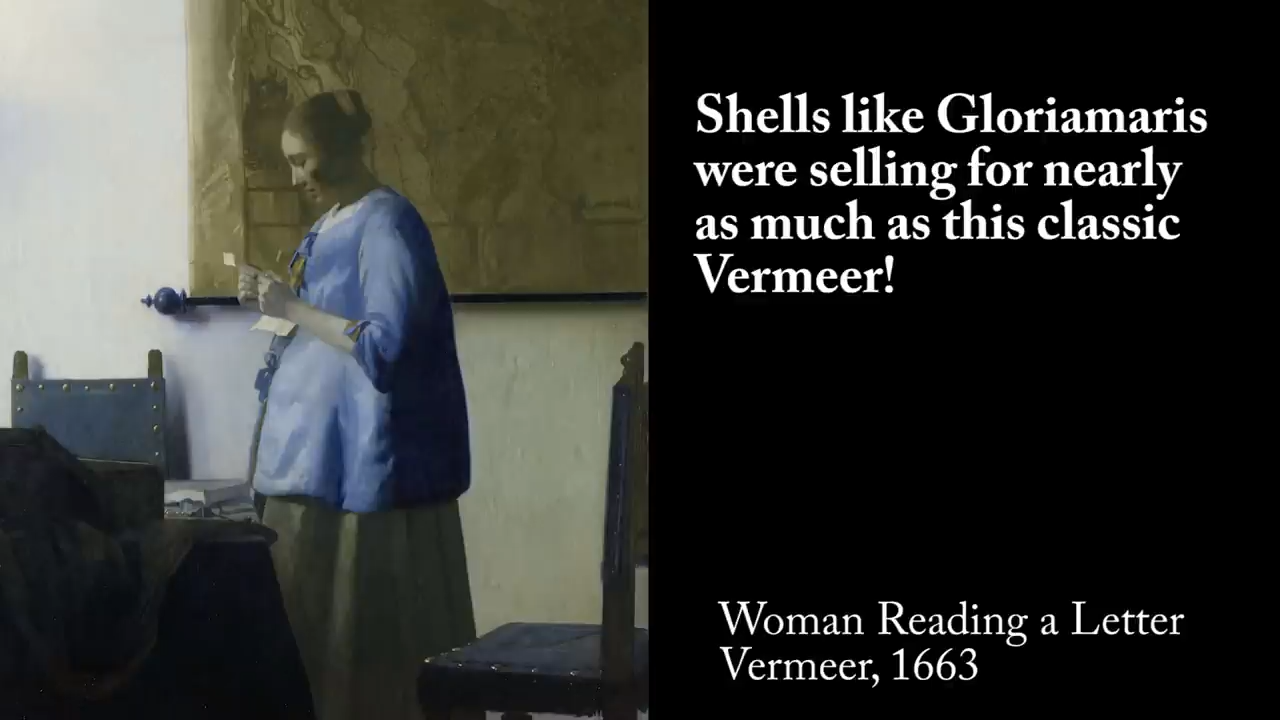 Shells like Gloriamaris
were selling for nearly
as much as this classic
Vermeer!
Woman Reading a Letter
Vermeer, 1663